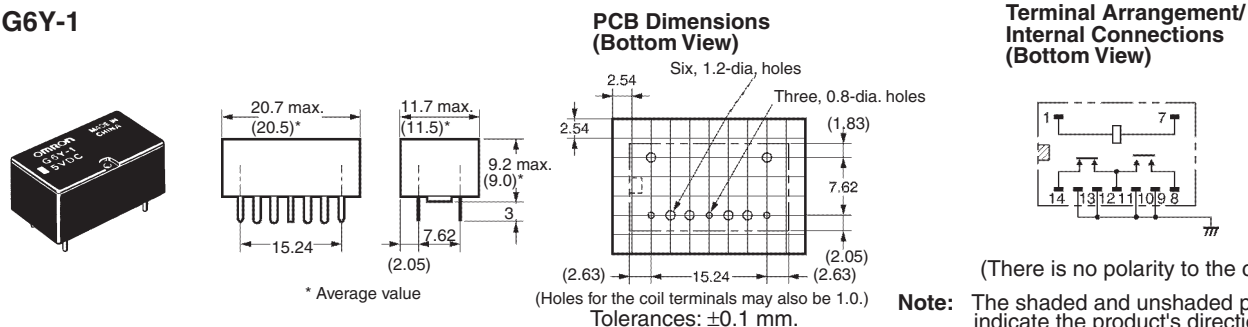 G6Y-1
OMRON
G6Y-1
5VDC
MADE IN
CHINA
20.7 max.
(20.5)*
15.24
11.7 max.
(11.5)*
9.2 max.
(9.0)*
3
7.62
(2.05)
* Average value
PCB Dimensions
(Bottom View)
Six, 1.2-dia. holes
2.54
Three, 0.8-dia. holes
2.54
(1.83)
7.62
(2.05)
(2.63)
15.24
(2.63)
(Holes for the coil terminals may also be 1.0.)
Tolerances: ±0.1 mm.
Terminal Arrangement/
Internal Connections
(Bottom View)
1
7
14 13 12 11 10 9 8
(There is no polarity to the
Note: The shaded and unshaded
indicate the product's